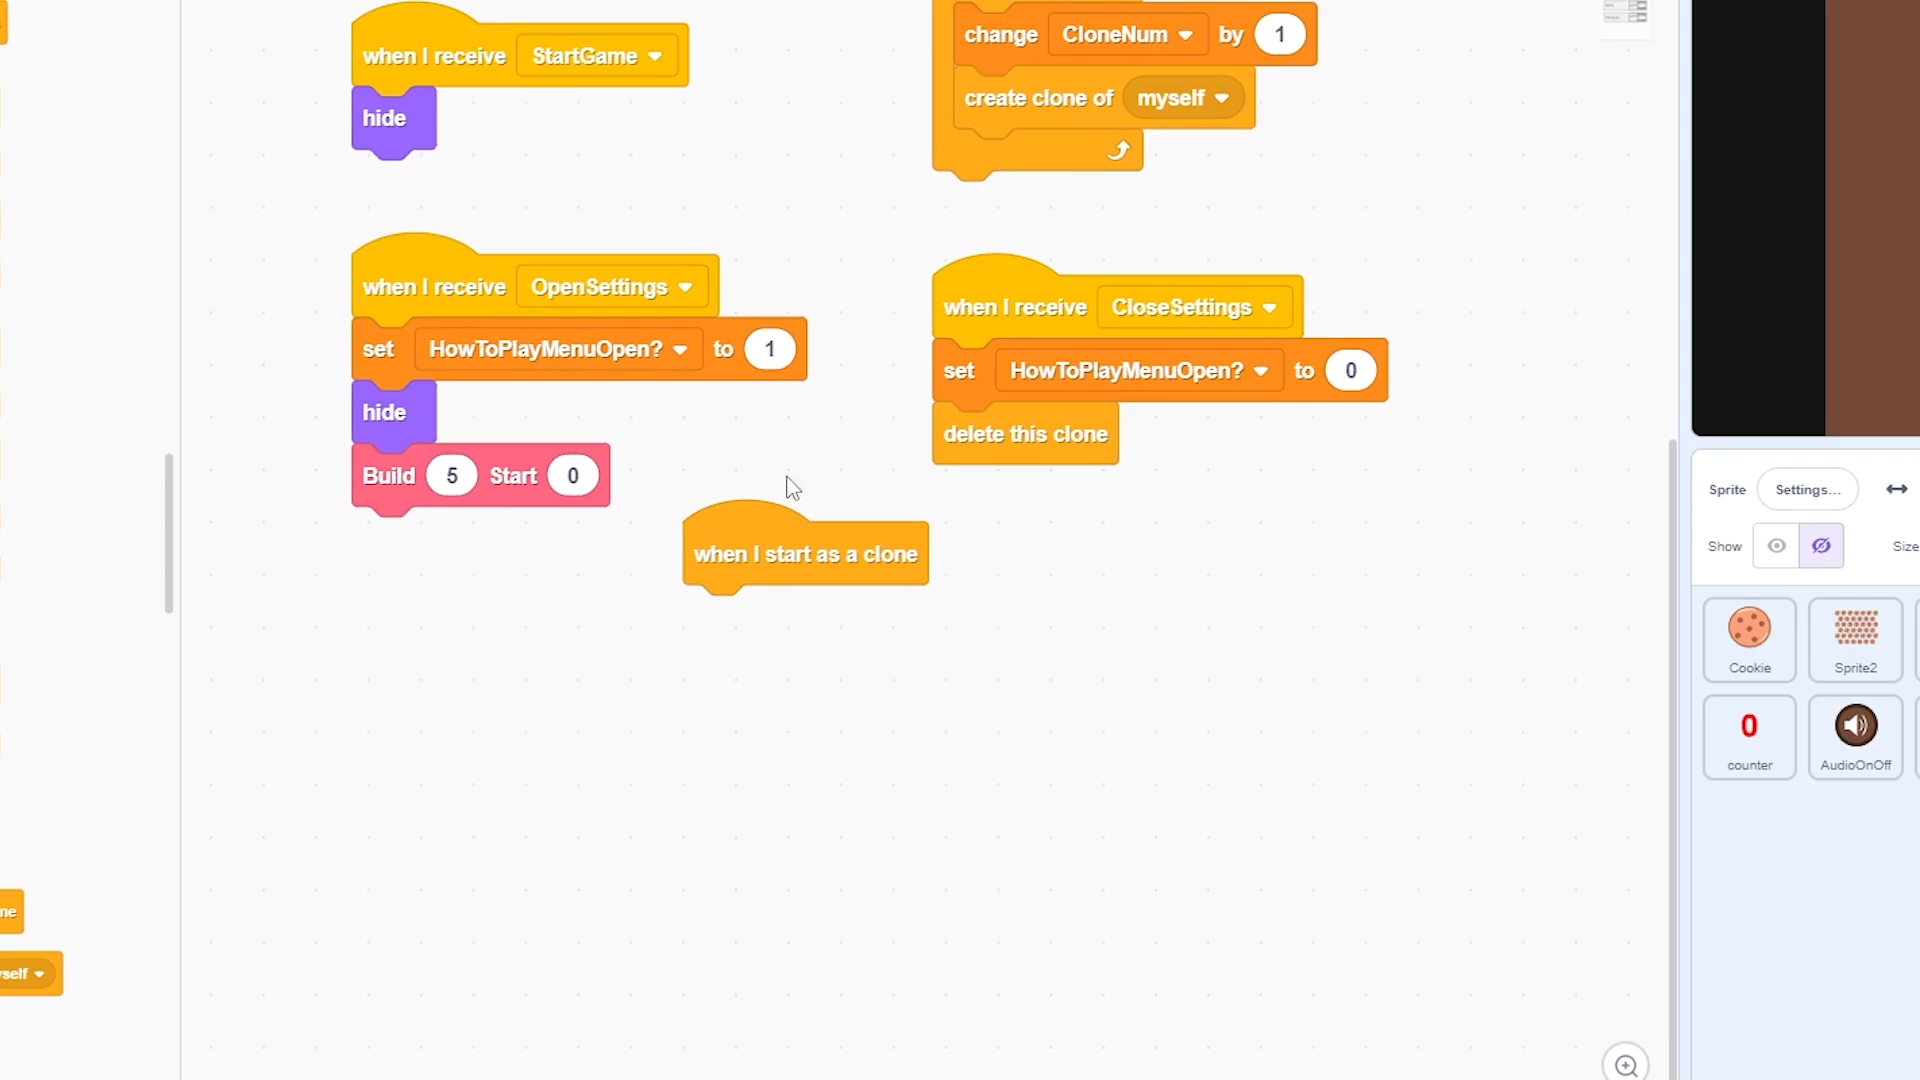 when I receive StartGame
hide
change CloneNum by 1
create clone of myself
when I receive OpenSettings
set HowToPlayMenuOpen? to 1
hide
Build 5 Start 0
when I receive CloseSettings
set HowToPlayMenuOpen? to 0
delete this clone
when I start as a clone
Sprite Settings...
Show Size
Cookie Sprite2
0
counter AudioOnOff